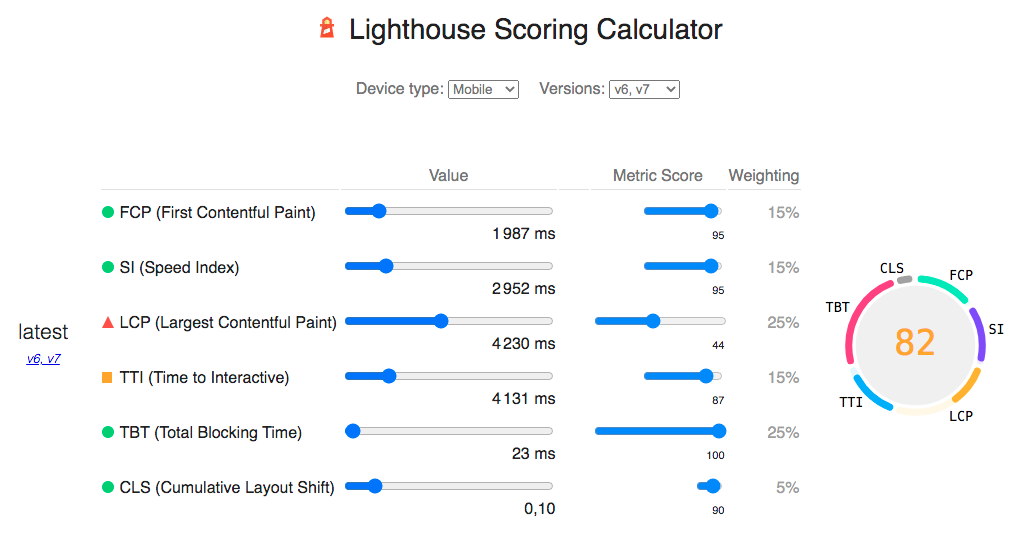 Lighthouse Scoring Calculator
Device type: Mobile Versions: v6, v7
Value Metric Score Weighting
FCP (First Contentful Paint) 15%
1 987 ms 95
SI (Speed Index) 15%
2 952 ms 95
LCP (Largest Contentful Paint) 25%
4 230 ms 44
TTI (Time to Interactive) 15%
4 131 ms 87
TBT (Total Blocking Time) 25%
23 ms 100
CLS (Cumulative Layout Shift) 5%
0,10 90
latest
v6, v7
CLS
FCP
TBT
SI
82
TTI
LCP